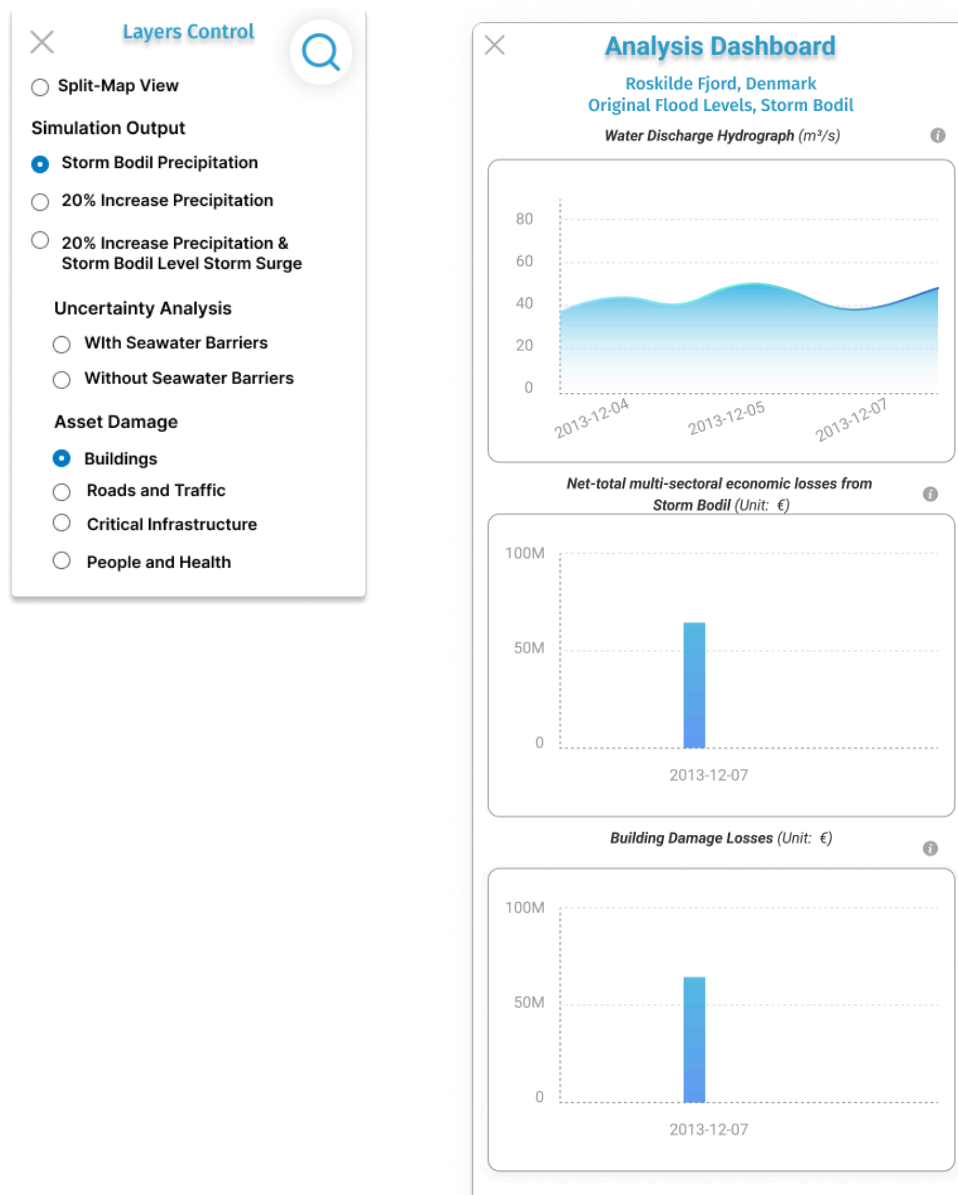 Layers Control
Split-Map View
Simulation Output
Storm Bodil Precipitation
20% Increase Precipitation
20% Increase Precipitation &
Storm Bodil Level Storm Surge
Uncertainty Analysis
WIth Seawater Barriers
Without Seawater Barriers
Asset Damage
Buildings
Roads and Traffic
Critical Infrastructure
People and Health
Analysis Dashboard
Roskilde Fjord, Denmark
Original Flood Levels, Storm Bodil
Water Discharge Hydrograph (m³/s)
i
80
60
40
20
0
2013-12-04
2013-12-05
2013-12-07
Net-total multi-sectoral economic losses from
Storm Bodil (Unit: €)
i
100M
50M
0
2013-12-07
Building Damage Losses (Unit: €)
i
100M
50M
0
2013-12-07